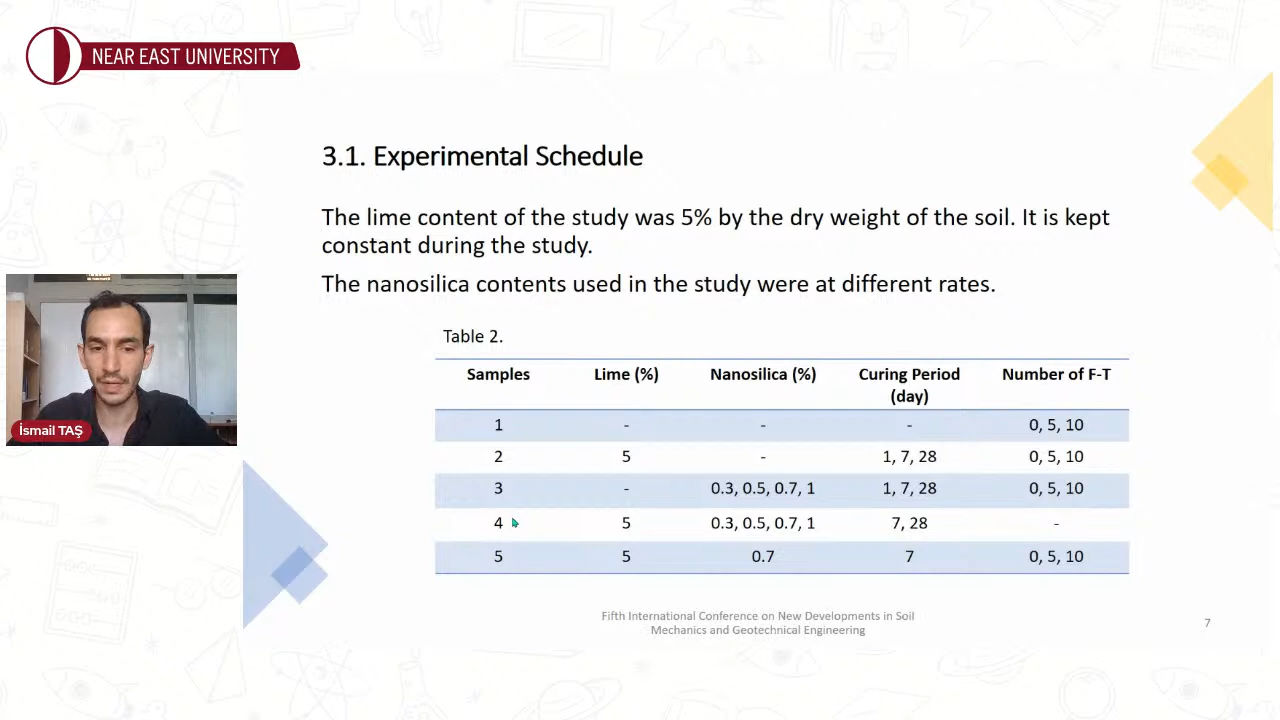 NEAR EAST UNIVERSITY
3.1. Experimental Schedule
The lime content of the study was 5% by the dry weight of the soil. It is kept
constant during the study.
The nanosilica contents used in the study were at different rates.
Table 2.
Samples Lime (%) Nanosilica (%) Curing Period (day) Number of F-T
1 - - - 0, 5, 10
2 5 - 1, 7, 28 0, 5, 10
3 - 0.3, 0.5, 0.7, 1 1, 7, 28 0, 5, 10
4 5 0.3, 0.5, 0.7, 1 7, 28 -
5 5 0.7 7 0, 5, 10
İsmail TAŞ
Fifth International Conference on New Developments in Soil
Mechanics and Geotechnical Engineering
7